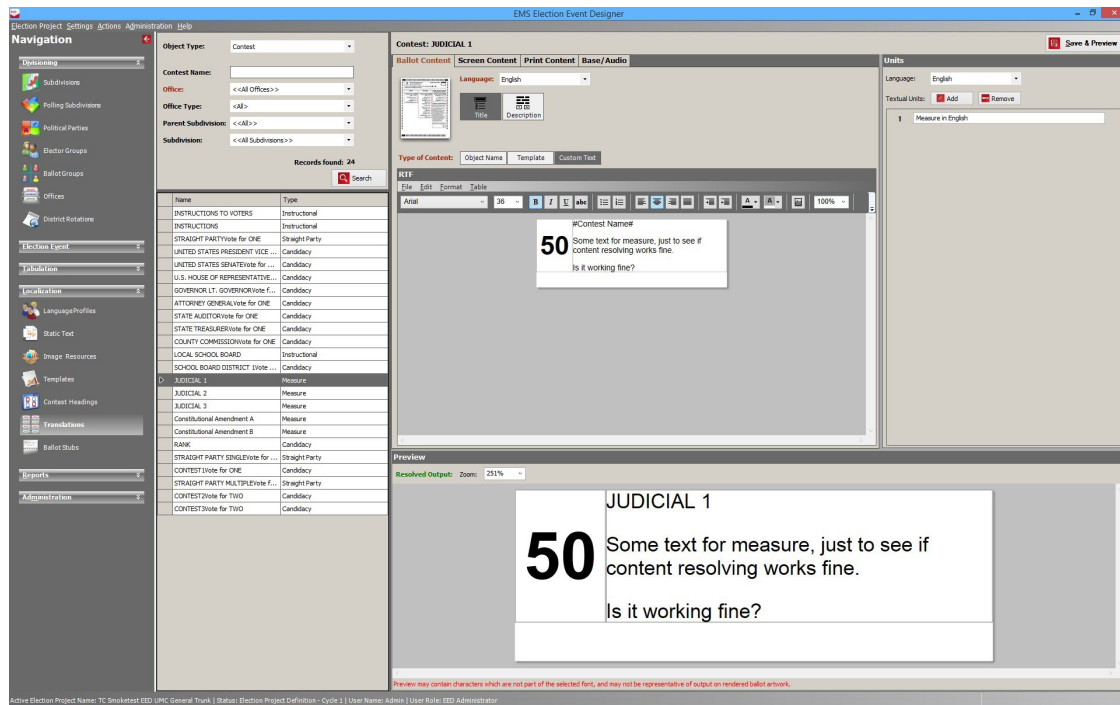 EMS Election Event Designer
Election Project Settings Actions Administration Help
Navigation
Divisioning
Subdivisions
Polling Subdivisions
Political Parties
Elector Groups
Ballot Groups
Offices
District Rotations
Election Event
Tabulation
Localization
Language Profiles
Static Text
Image Resources
Templates
Contest Headings
Translations
Ballot Stubs
Reports
Administration
Object Type: Contest
Contest Name:
Office: <<All Offices>>
Office Type: <All>
Parent Subdivision: <<All>>
Subdivision: <<All Subdivisions>>
Records found: 24
Search
Name Type
INSTRUCTIONS TO VOTERS Instructional
INSTRUCTIONS Instructional
STRAIGHT PARTYVote for ONE Straight Party
UNITED STATES PRESIDENT VICE ... Candidacy
UNITED STATES SENATEVote for ... Candidacy
U.S. HOUSE OF REPRESENTATIVE... Candidacy
GOVERNOR LT. GOVERNORVote f... Candidacy
ATTORNEY GENERALVote for ONE Candidacy
STATE AUDITORVote for ONE Candidacy
STATE TREASURERVote for ONE Candidacy
COUNTY COMMISSIONVote for ONE Candidacy
LOCAL SCHOOL BOARD Instructional
SCHOOL BOARD DISTRICT 1Vote ... Candidacy
JUDICIAL 1 Measure
JUDICIAL 2 Measure
JUDICIAL 3 Measure
Constitutional Amendment A Measure
Constitutional Amendment B Measure
RANK Candidacy
STRAIGHT PARTY SINGLEVote for ... Straight Party
CONTEST1Vote for ONE Candidacy
STRAIGHT PARTY MULTIPLEVote f... Straight Party
CONTEST2Vote for TWO Candidacy
CONTEST3Vote for TWO Candidacy
Contest: JUDICIAL 1
Save & Preview
Ballot Content Screen Content Print Content Base/Audio
Language: English
Title Description
Type of Content: Object Name Template Custom Text
RTF
File Edit Format Table
Arial 36 B I U abc 100%
#Contest Name#
50
Some text for measure, just to see if
content resolving works fine.
Is it working fine?
Units
Language: English
Textual Units: Add Remove
1 Measure in English
Preview
Resolved Output: Zoom: 251%
JUDICIAL 1
50
Some text for measure, just to see if
content resolving works fine.
Is it working fine?
Preview may contain characters which are not part of the selected font, and may not be representative of output on rendered ballot artwork.
Active Election Project Name: TC Smoketest EED UMC General Trunk | Status: Election Project Definition - Cycle 1 | User Name: Admin | User Role: EED Administrator